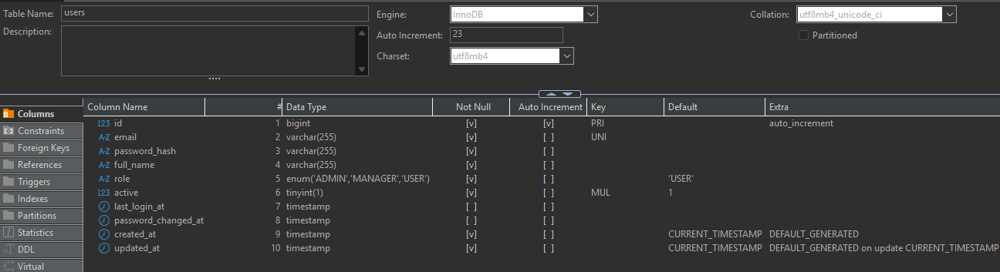 Table Name: users Engine: InnoDB Collation: utf8mb4_unicode_ci
Description: Auto Increment: 23 Partitioned
Charset: utf8mb4
Column Name # Data Type Not Null Auto Increment Key Default Extra
Columns
Constraints
Foreign Keys
References
Triggers
Indexes
Partitions
Statistics
DDL
Virtual
123 id 1 bigint [v] [v] PRI auto_increment
A-Z email 2 varchar(255) [v] [ ] UNI
A-Z password_hash 3 varchar(255) [v] [ ]
A-Z full_name 4 varchar(255) [v] [ ]
A-Z role 5 enum('ADMIN','MANAGER','USER') [v] [ ] 'USER'
123 active 6 tinyint(1) [v] [ ] MUL 1
last_login_at 7 timestamp [ ] [ ]
password_changed_at 8 timestamp [ ] [ ]
created_at 9 timestamp [v] [ ] CURRENT_TIMESTAMP DEFAULT_GENERATED
updated_at 10 timestamp [v] [ ] CURRENT_TIMESTAMP DEFAULT_GENERATED on update CURRENT_TIMESTAMP